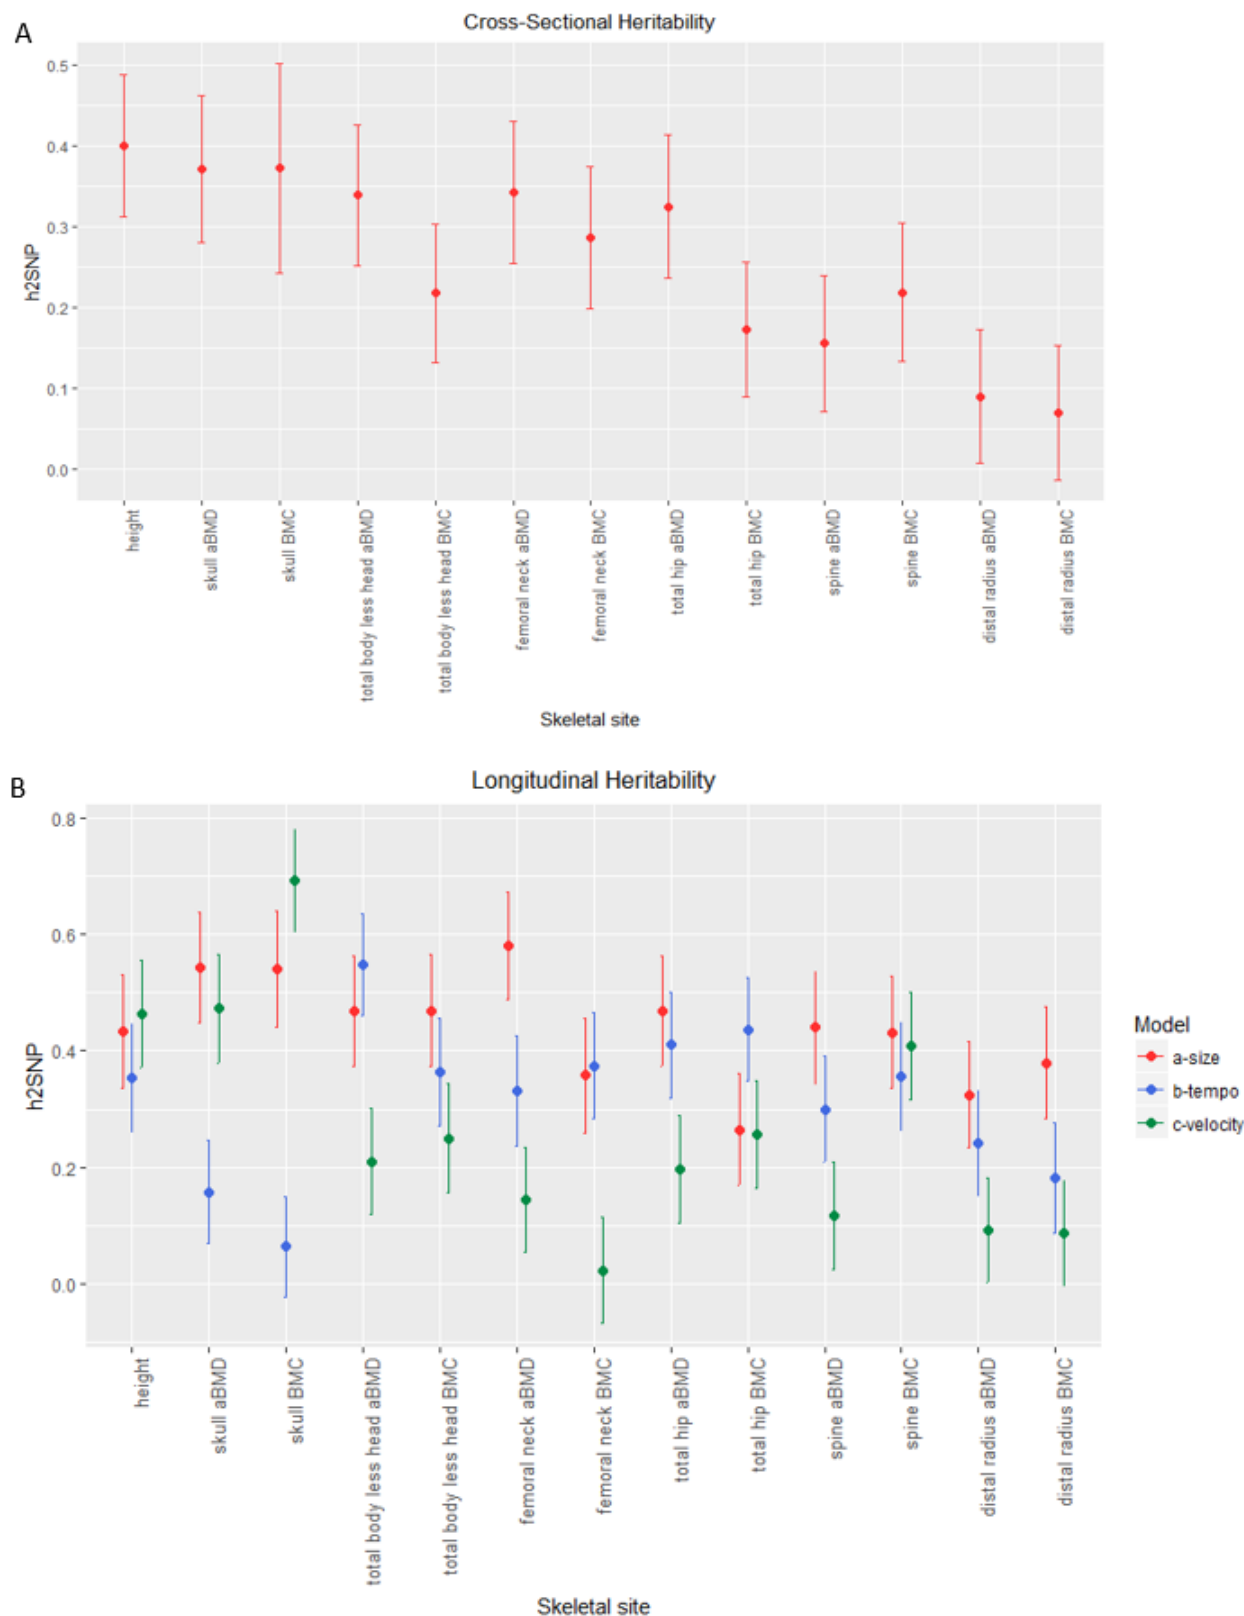 A
Cross-Sectional Heritability
h2SNP
0.5
0.4
0.3
0.2
0.1
0.0
height
skull aBMD
skull BMC
total body less head aBMD
total body less head BMC
femoral neck aBMD
femoral neck BMC
total hip aBMD
total hip BMC
spine aBMD
spine BMC
distal radius aBMD
distal radius BMC
Skeletal site
B
Longitudinal Heritability
h2SNP
0.8
0.6
0.4
0.2
0.0
height
skull aBMD
skull BMC
total body less head aBMD
total body less head BMC
femoral neck aBMD
femoral neck BMC
total hip aBMD
total hip BMC
spine aBMD
spine BMC
distal radius aBMD
distal radius BMC
Skeletal site
Model
a-size
b-tempo
c-velocity